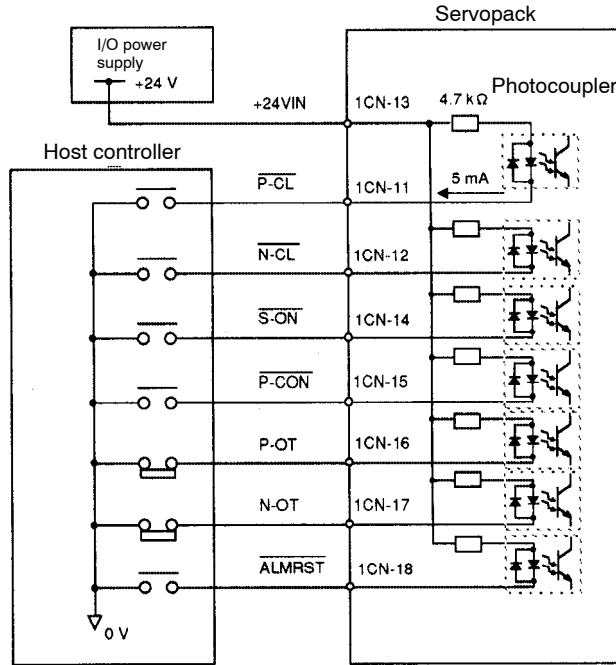 Servopack
I/O power
supply
+24 V
Photocoupler
+24VIN
1CN-13
4.7 kΩ
Host controller
P-CL
1CN-11
5 mA
N-CL
1CN-12
S-ON
1CN-14
P-CON
1CN-15
P-OT
1CN-16
N-OT
1CN-17
ALMRST
1CN-18
0 V